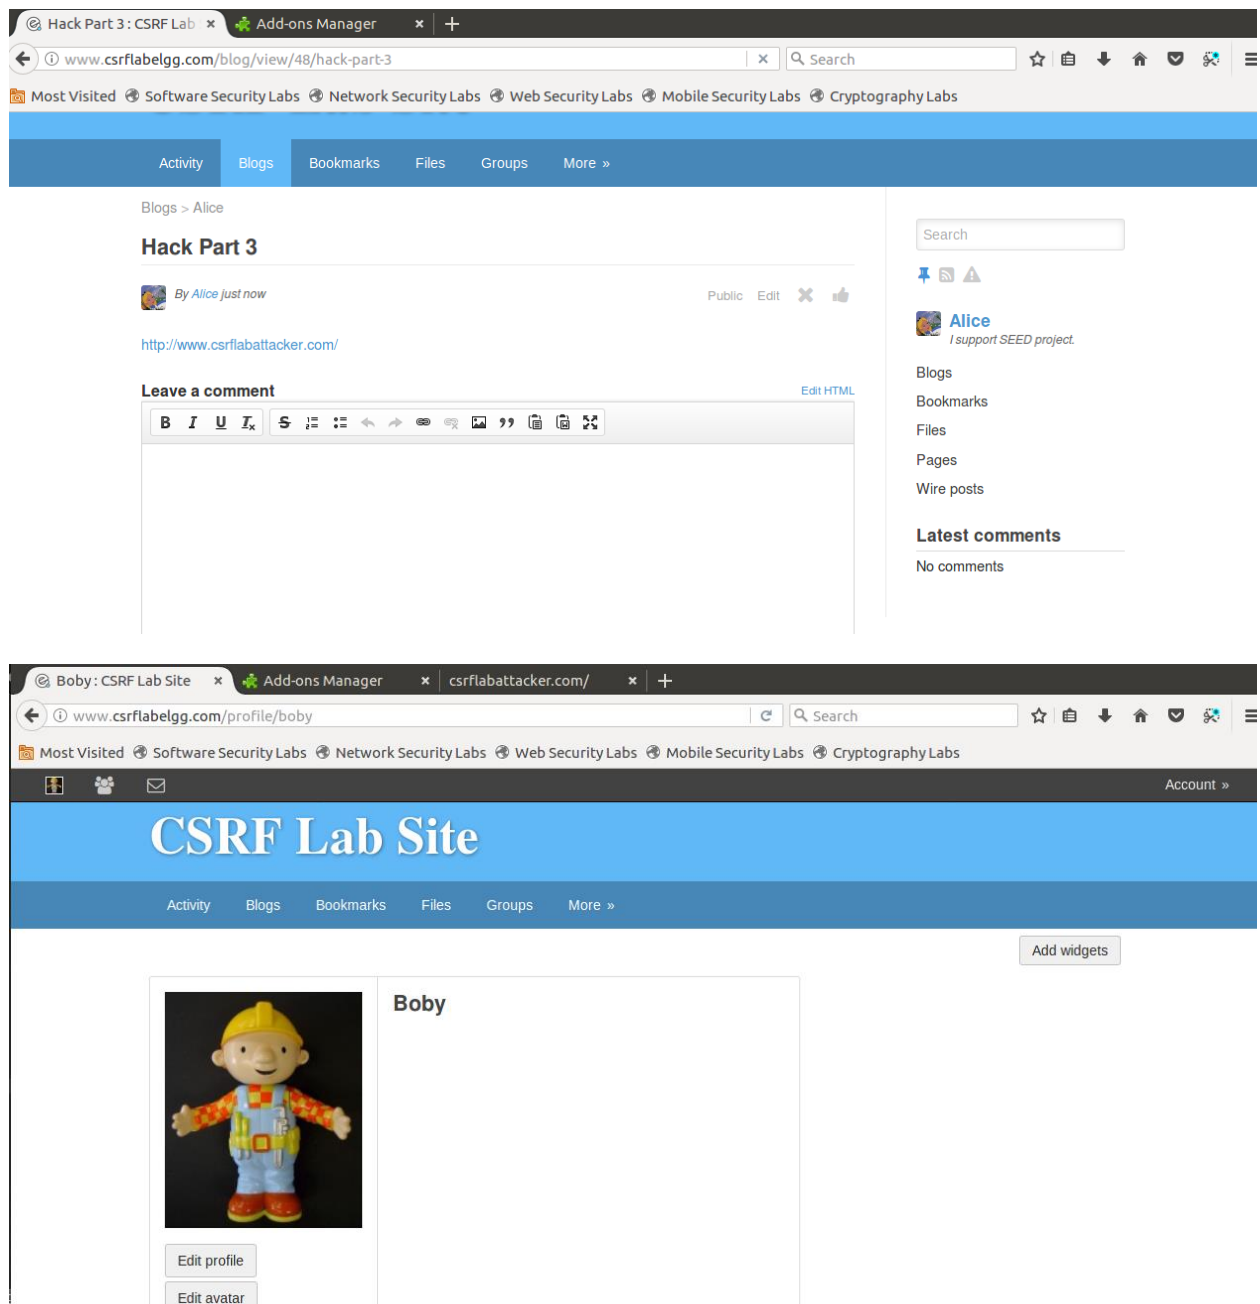 Hack Part 3 : CSRF Lab × Add-ons Manager × +
www.csrflabelgg.com/blog/view/48/hack-part-3 × Search
Most Visited Software Security Labs Network Security Labs Web Security Labs Mobile Security Labs Cryptography Labs
Activity Blogs Bookmarks Files Groups More »
Blogs > Alice
Search
Hack Part 3
By Alice just now Public Edit
Alice
I support SEED project.
http://www.csrflabattacker.com/
Blogs
Leave a comment Edit HTML
Bookmarks
B I U Tx S
Files
Pages
Wire posts
Latest comments
No comments
Boby : CSRF Lab Site × Add-ons Manager × csrflabattacker.com/ × +
www.csrflabelgg.com/profile/boby Search
Most Visited Software Security Labs Network Security Labs Web Security Labs Mobile Security Labs Cryptography Labs
Account »
CSRF Lab Site
Activity Blogs Bookmarks Files Groups More »
Add widgets
Boby
Edit profile
Edit avatar